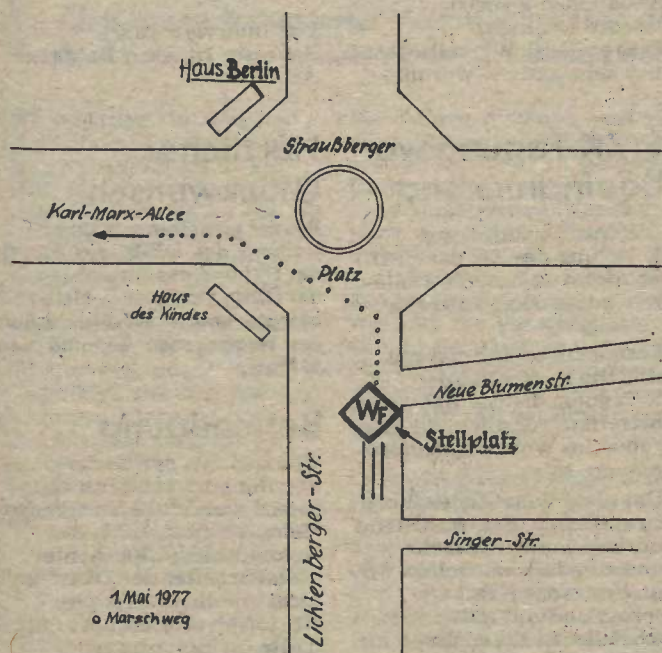 Haus Berlin
Straußberger
Karl-Marx-Allee
Platz
Haus
des Kindes
Neue Blumenstr.
WF
Stellplatz
Lichtenberger-Str.
Singer-Str.
1. Mai 1977
o Marschweg